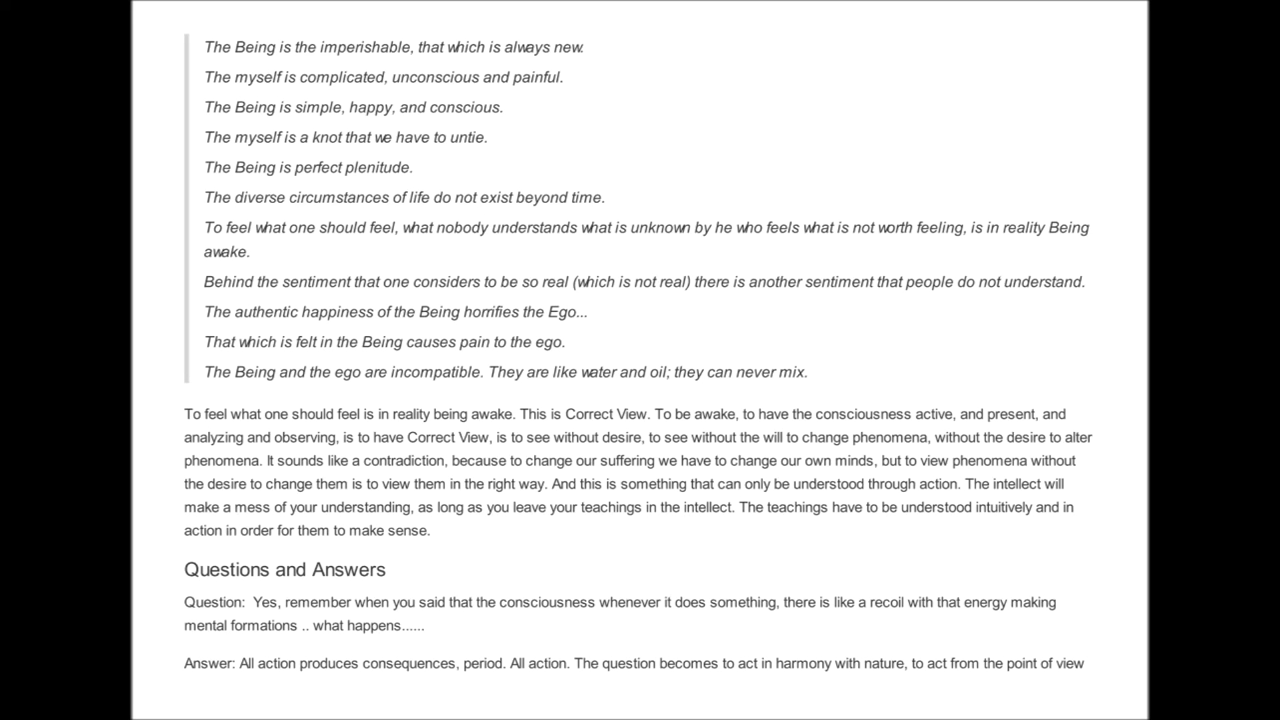 The Being is the imperishable, that which is always new.
The myself is complicated, unconscious and painful.
The Being is simple, happy, and conscious.
The myself is a knot that we have to untie.
The Being is perfect plenitude.
The diverse circumstances of life do not exist beyond time.
To feel what one should feel, what nobody understands what is unknown by he who feels what is not worth feeling, is in reality Being
awake.
Behind the sentiment that one considers to be so real (which is not real) there is another sentiment that people do not understand.
The authentic happiness of the Being horrifies the Ego...
That which is felt in the Being causes pain to the ego.
The Being and the ego are incompatible. They are like water and oil; they can never mix.
To feel what one should feel is in reality being awake. This is Correct View. To be awake, to have the consciousness active, and present, and
analyzing and observing, is to have Correct View, is to see without desire, to see without the will to change phenomena, without the desire to alter
phenomena. It sounds like a contradiction, because to change our suffering we have to change our own minds, but to view phenomena without
the desire to change them is to view them in the right way. And this is something that can only be understood through action. The intellect will
make a mess of your understanding, as long as you leave your teachings in the intellect. The teachings have to be understood intuitively and in
action in order for them to make sense.
Questions and Answers
Question:  Yes, remember when you said that the consciousness whenever it does something, there is like a recoil with that energy making
mental formations .. what happens......
Answer: All action produces consequences, period. All action. The question becomes to act in harmony with nature, to act from the point of view